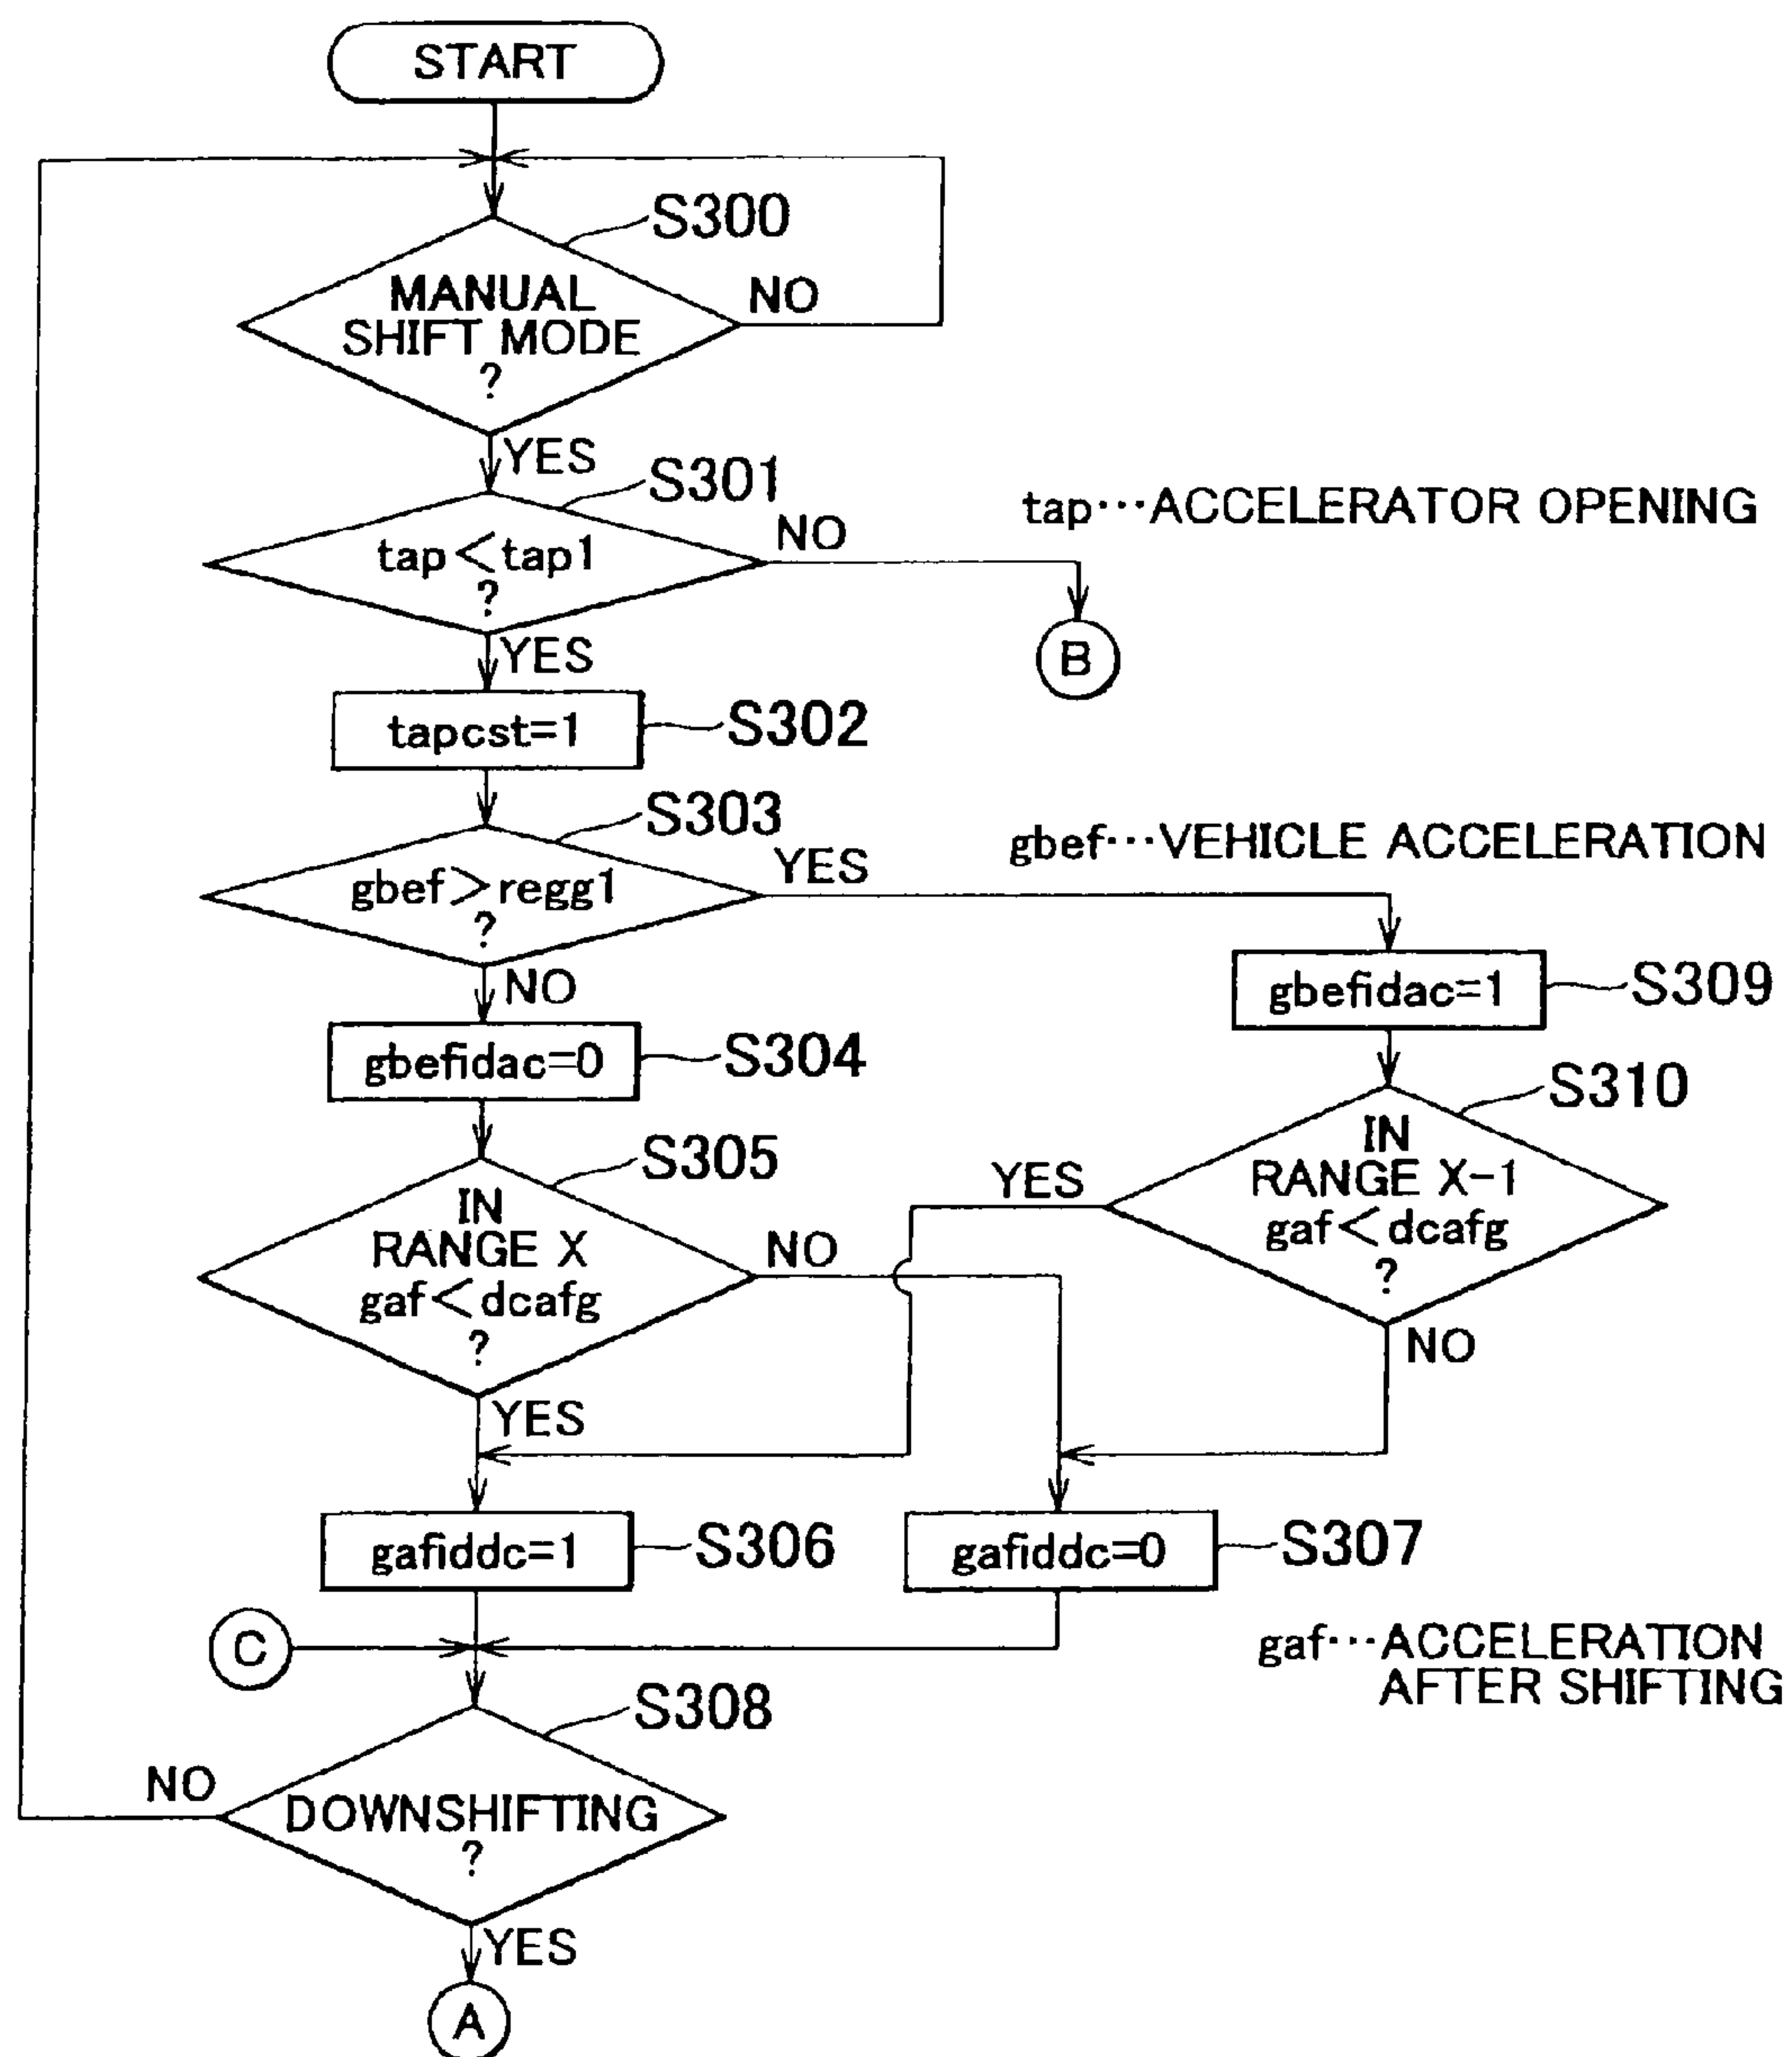 START
S300
MANUAL
SHIFT MODE
?
NO
YES
S301
tap<tap1
?
NO
tap…ACCELERATOR OPENING
B
YES
tapcst=1
S302
S303
gbef>regg1
?
YES
gbef…VEHICLE ACCELERATION
NO
gbefidac=1
S309
gbefidac=0
S304
S310
IN
RANGE X-1
gaf<dcafg
?
YES
NO
S305
IN
RANGE X
gaf<dcafg
?
NO
YES
gafiddc=1
S306
gafiddc=0
S307
C
gaf…ACCELERATION
AFTER SHIFTING
S308
NO
DOWNSHIFTING
?
YES
A